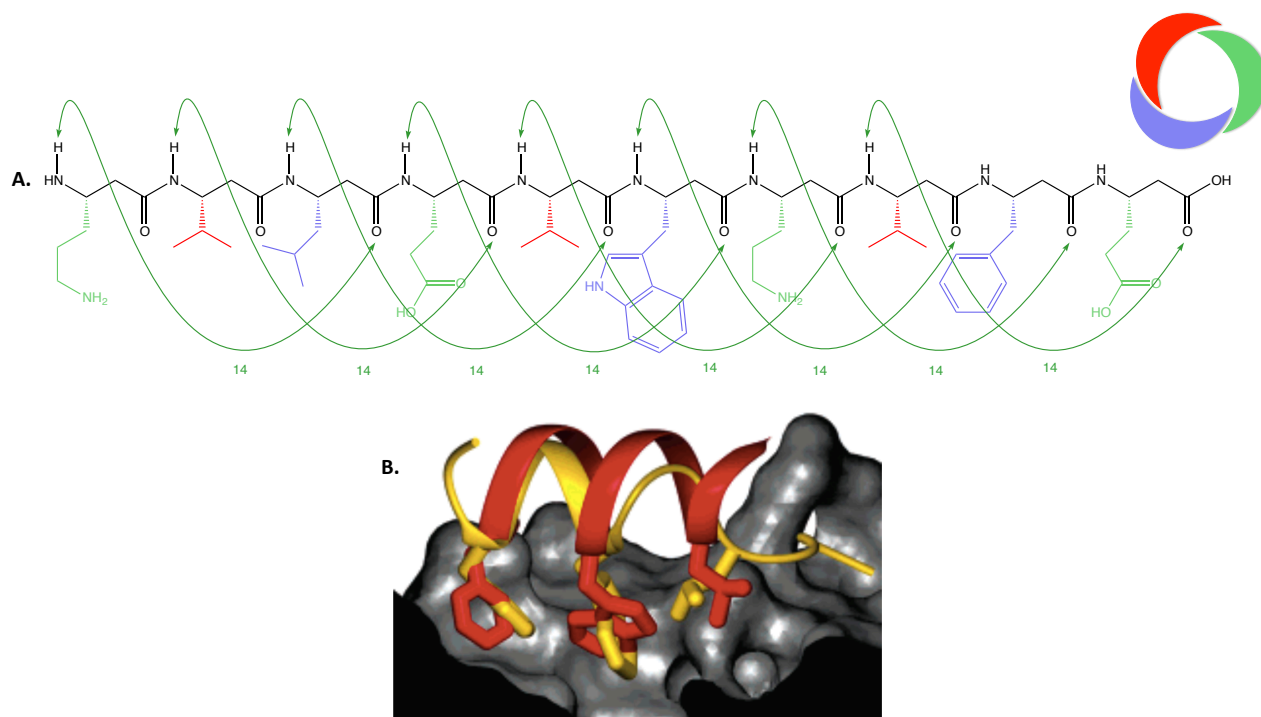 H H H H H H H H
H H
A. HN N N N N N N N N N OH
O O O O O O O O O O
O HN O
NH2 NH2
HO HO
14 14 14 14 14 14 14 14
B.